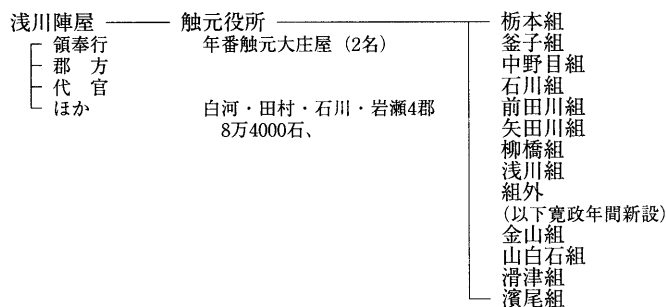 浅川陣屋 触元役所 栃本組
領奉行 年番触元大庄屋（2名） 釜子組
郡方 中野目組
代官 石川組
ほか 白河・田村・石川・岩瀬4郡 前田川組
8万4000石、 矢田川組
柳橋組
浅川組
組外
(以下寛政年間新設)
金山組
山白石組
滑津組
濱尾組